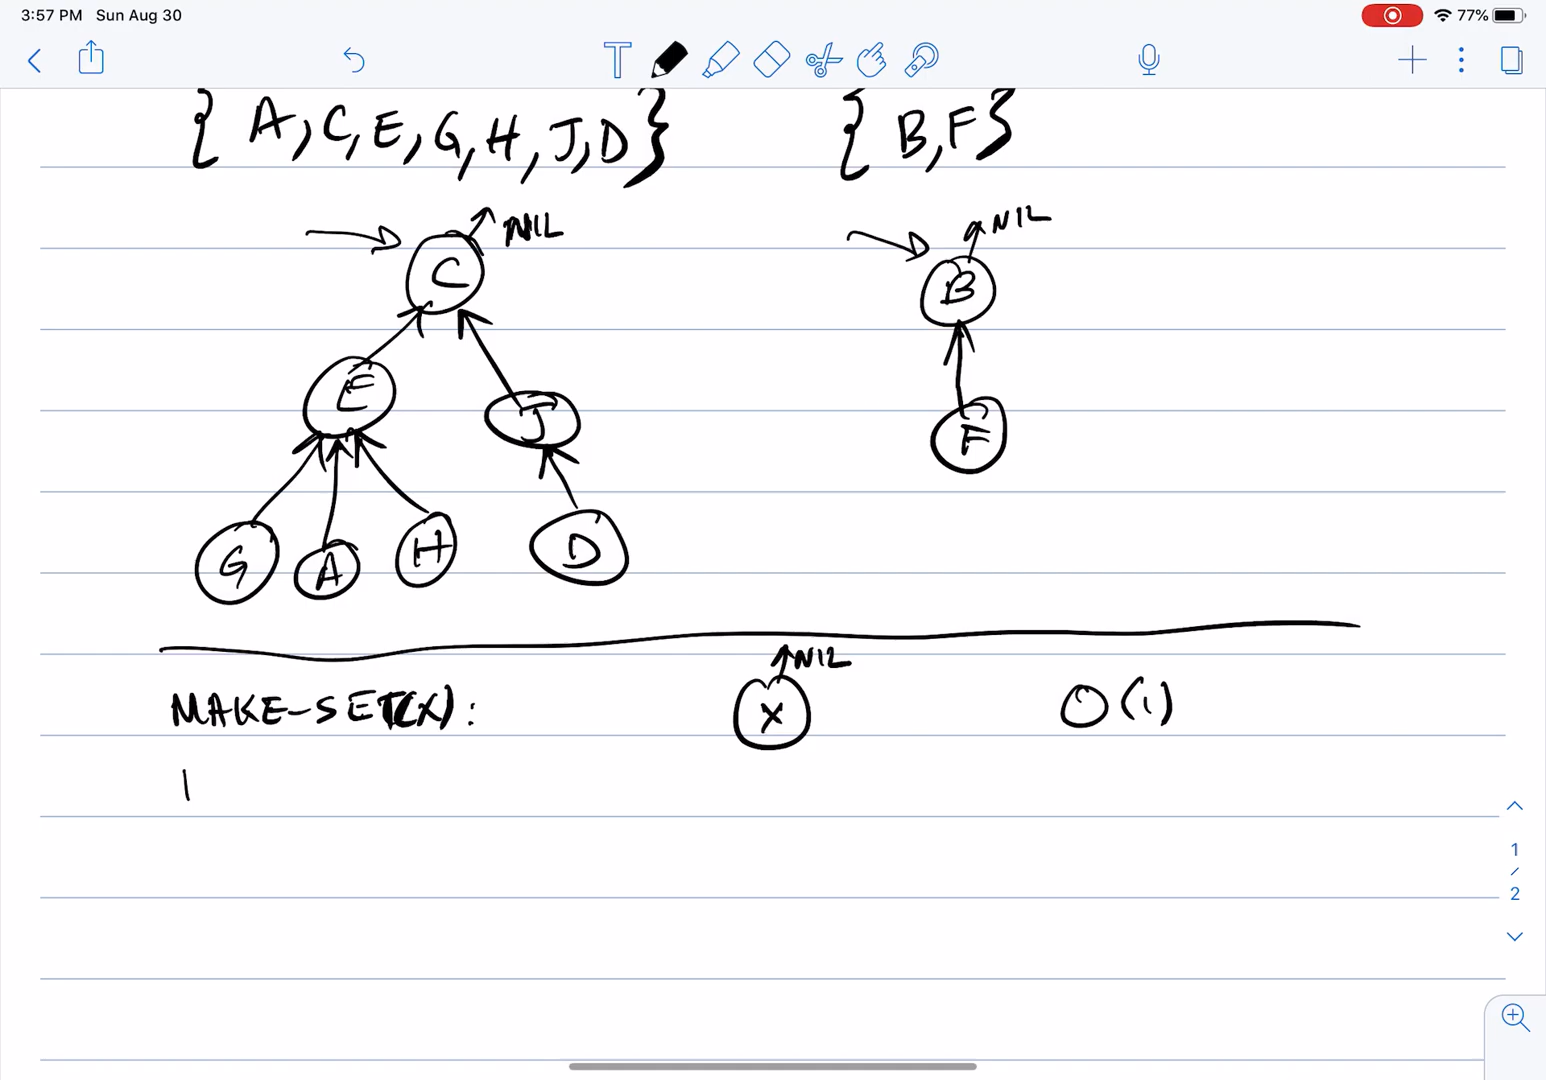 3:57 PM Sun Aug 30
77%
{ A, C, E, G, H, J, D } { B, F }
NIL NIL
C B
E J F
G A H D
NIL
MAKE-SET(X): X O(1)
1
2